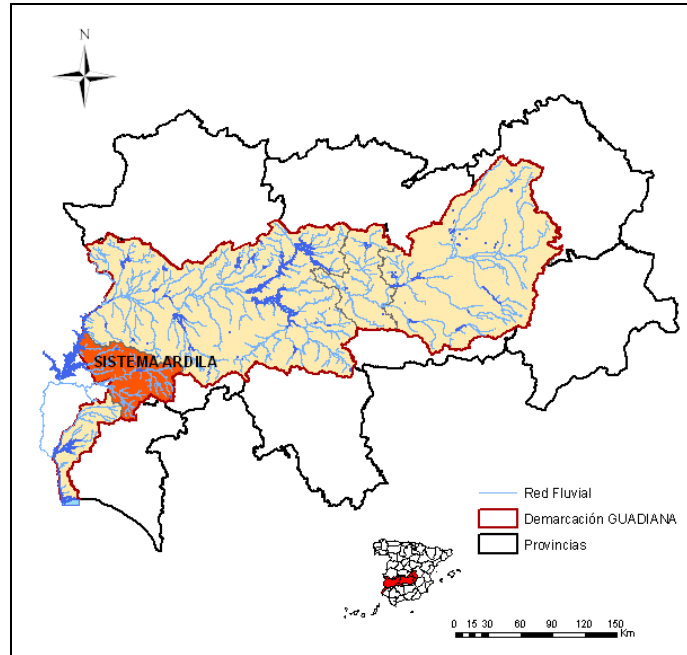 N
SISTEMA ARDILA
Red Fluvial
Demarcación GUADIANA
Provincias
0 15 30 60 90 120 150
Km